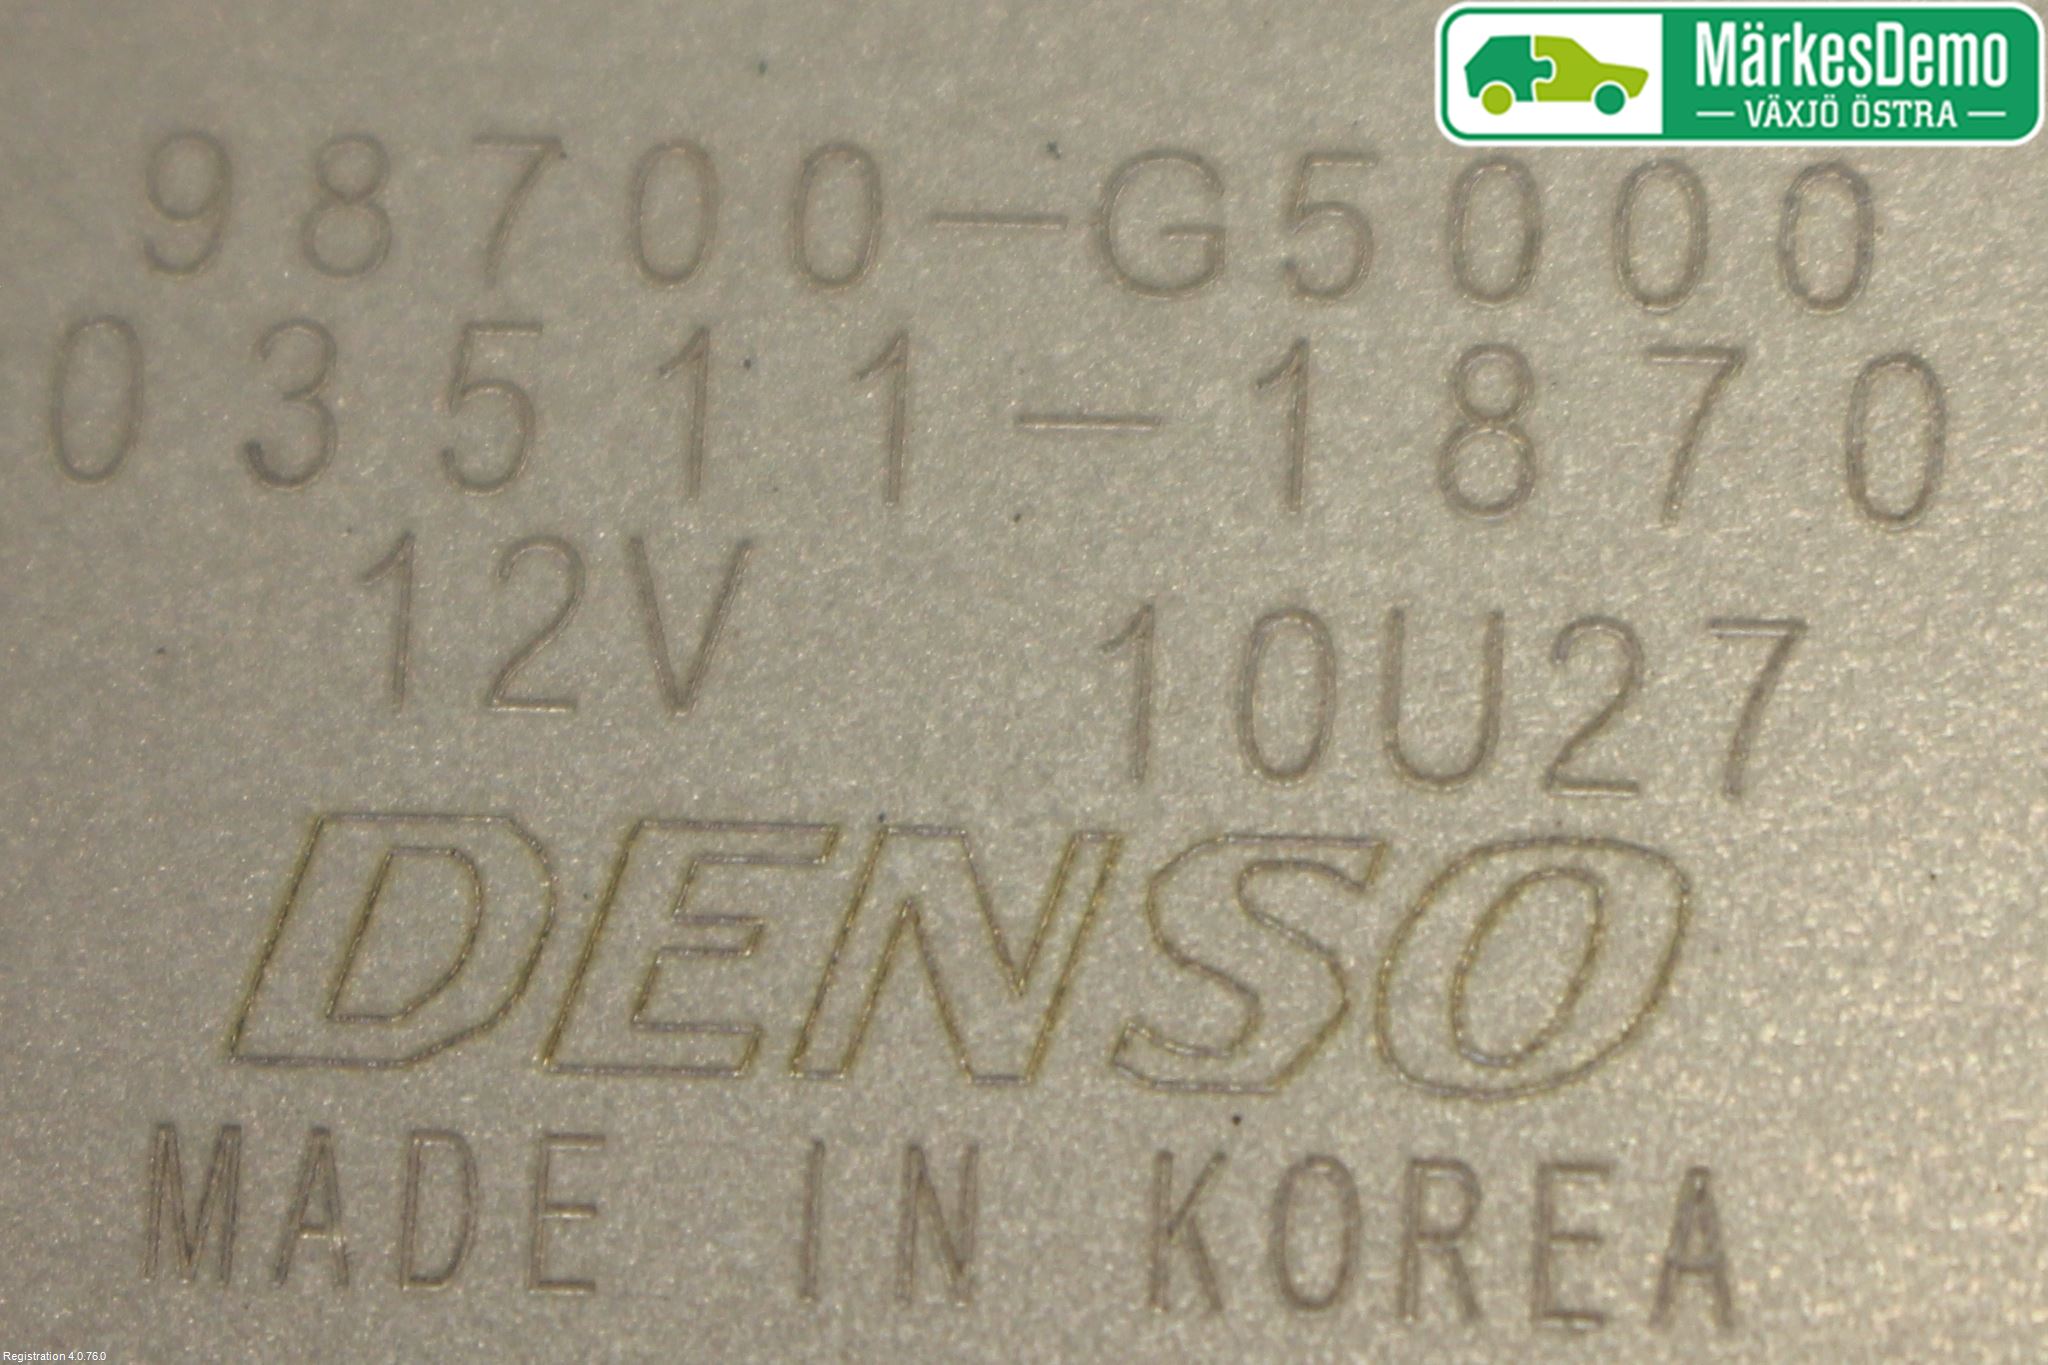 MärkesDemo
VÄXJÖ ÖSTRA
98700-G5000
03511-1870
12V 10U27
DENSO
MADE IN KOREA
Registration 4.0.76.0